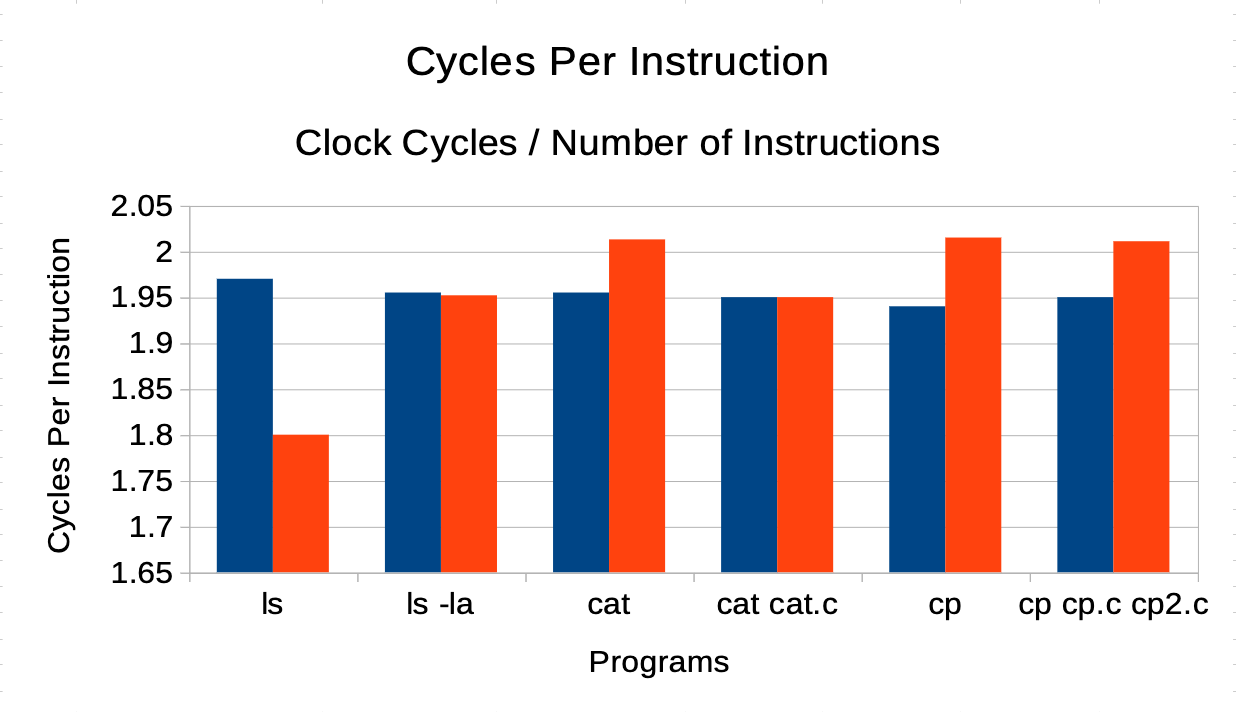 Cycles Per Instruction
Clock Cycles / Number of Instructions
Cycles Per Instruction
2.05
2
1.95
1.9
1.85
1.8
1.75
1.7
1.65
ls
ls -la
cat
cat cat.c
cp
cp cp.c cp2.c
Programs